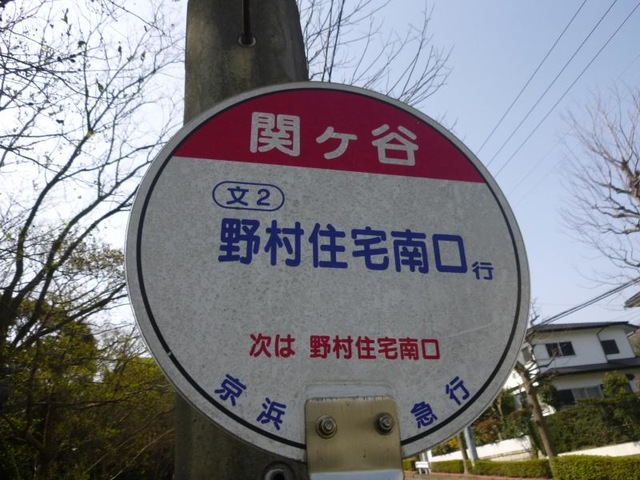 関ヶ谷
文2
野村住宅南口行
次は 野村住宅南口
京浜急行